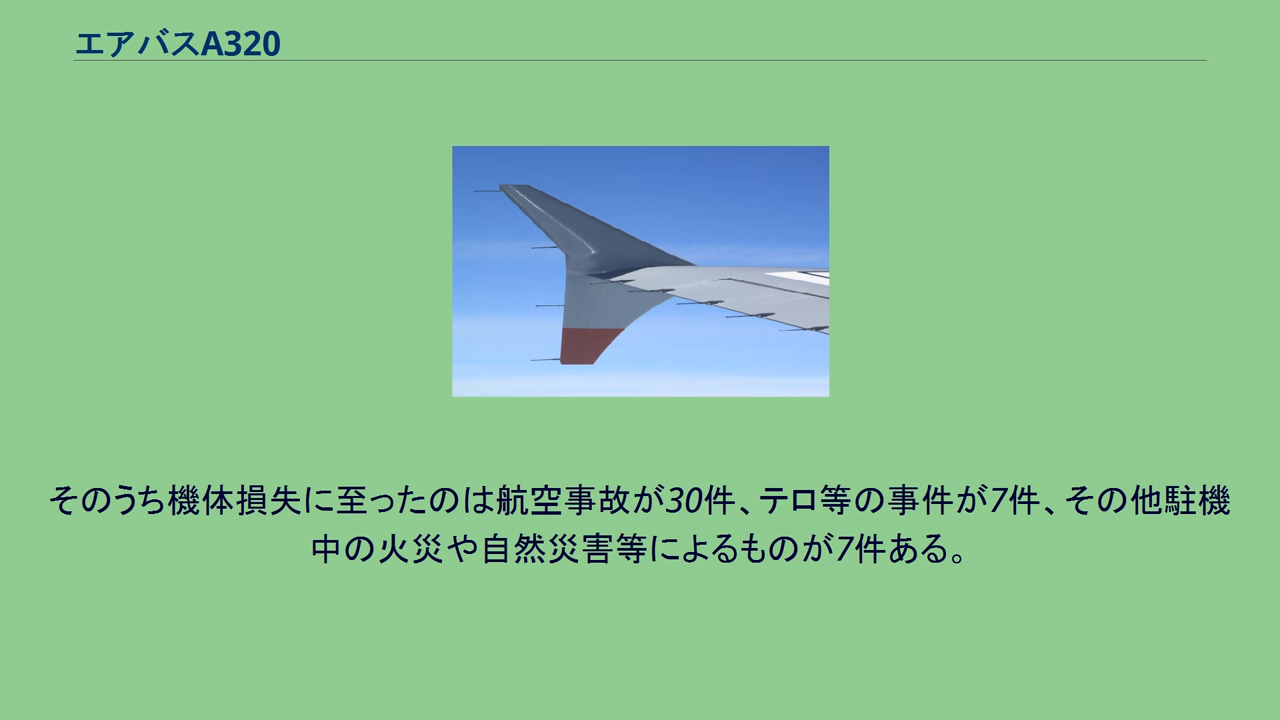 エアバスA320
そのうち機体損失に至ったのは航空事故が30件、テロ等の事件が7件、その他駐機
中の火災や自然災害等によるものが7件ある。